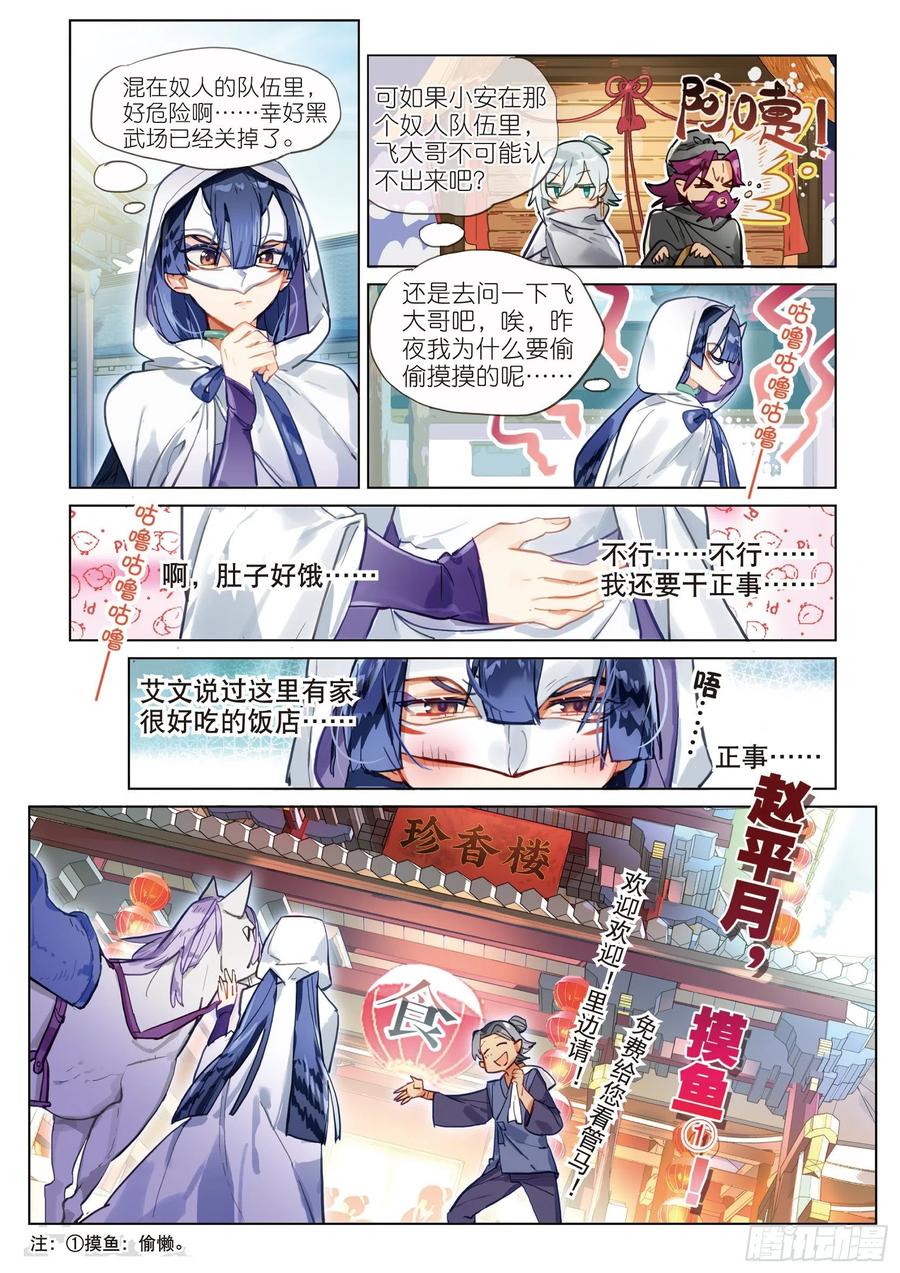 混在奴人的队伍里，
好危险啊……幸好黑
武场已经关掉了。
可如果小安在那
个奴人队伍里，
飞大哥不可能认
不出来吧？
阿嚏！
还是去问一下飞
大哥吧，唉，昨
夜我为什么要偷
偷摸摸的呢……
咕噜咕噜咕噜
咕噜咕噜咕噜
啊，肚子好饿……
不行……不行……
我还要干正事……
艾文说过这里有家
很好吃的饭店……
唔……
正事……
赵平月，
摸鱼①！
珍香楼
食
欢迎欢迎！里边请！
免费给您看管马！
注：①摸鱼：偷懒。
腾讯动漫